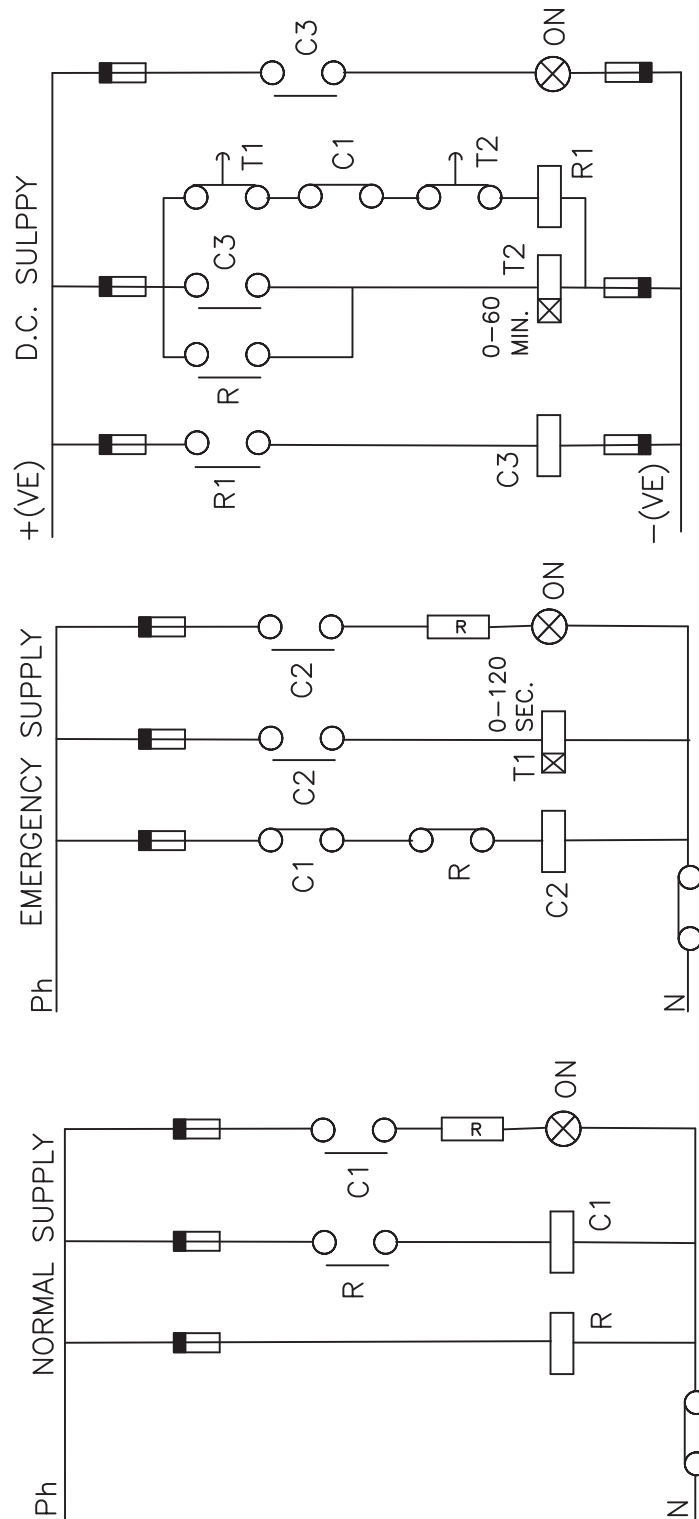 NORMAL SUPPLY
Ph
R
R
C1
C1
R
ON
N
EMERGENCY SUPPLY
Ph
C1
R
C2
C2
T1
0-120
SEC.
C2
R
ON
N
D.C. SULPPY
+(VE)
R1
C3
R
C3
0-60
MIN.
T2
T1
C1
T2
R1
C3
ON
-(VE)